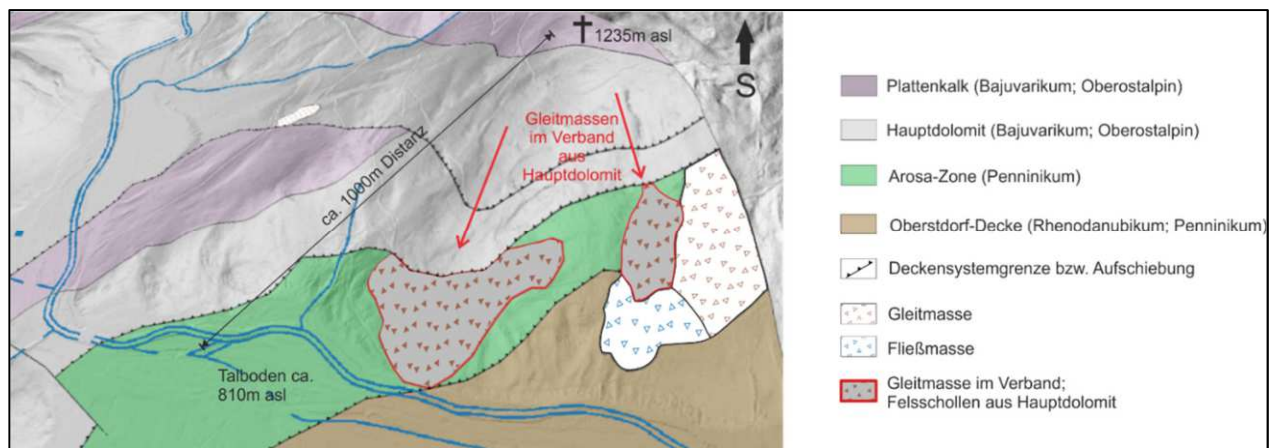 1235m asl
S
Gleitmassen
im Verband
aus
Hauptdolomit
ca. 1000m Distanz
Talboden ca.
810m asl
Plattenkalk (Bajuvarikum; Oberostalpin)
Hauptdolomit (Bajuvarikum; Oberostalpin)
Arosa-Zone (Penninikum)
Oberstdorf-Decke (Rhenodanubikum; Penninikum)
Deckensystemgrenze bzw. Aufschiebung
Gleitmasse
Fließmasse
Gleitmasse im Verband;
Felsschollen aus Hauptdolomit